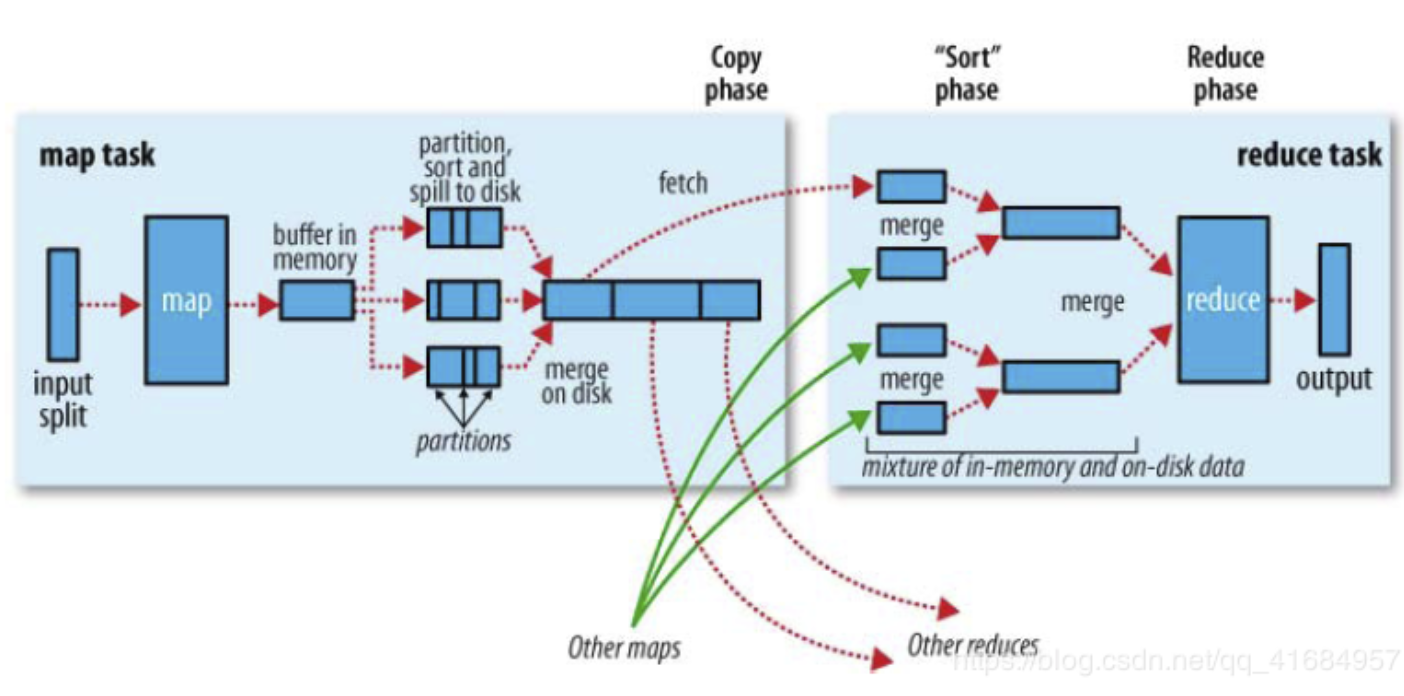 Copy
phase
“Sort”
phase
Reduce
phase
map task
partition,
sort and
spill to disk
fetch
reduce task
buffer in
memory
merge
map
merge
reduce
input
split
merge
on disk
merge
output
partitions
mixture of in-memory and on-disk data
Other maps
Other reduces
https://blog.csdn.net/qq_41684957